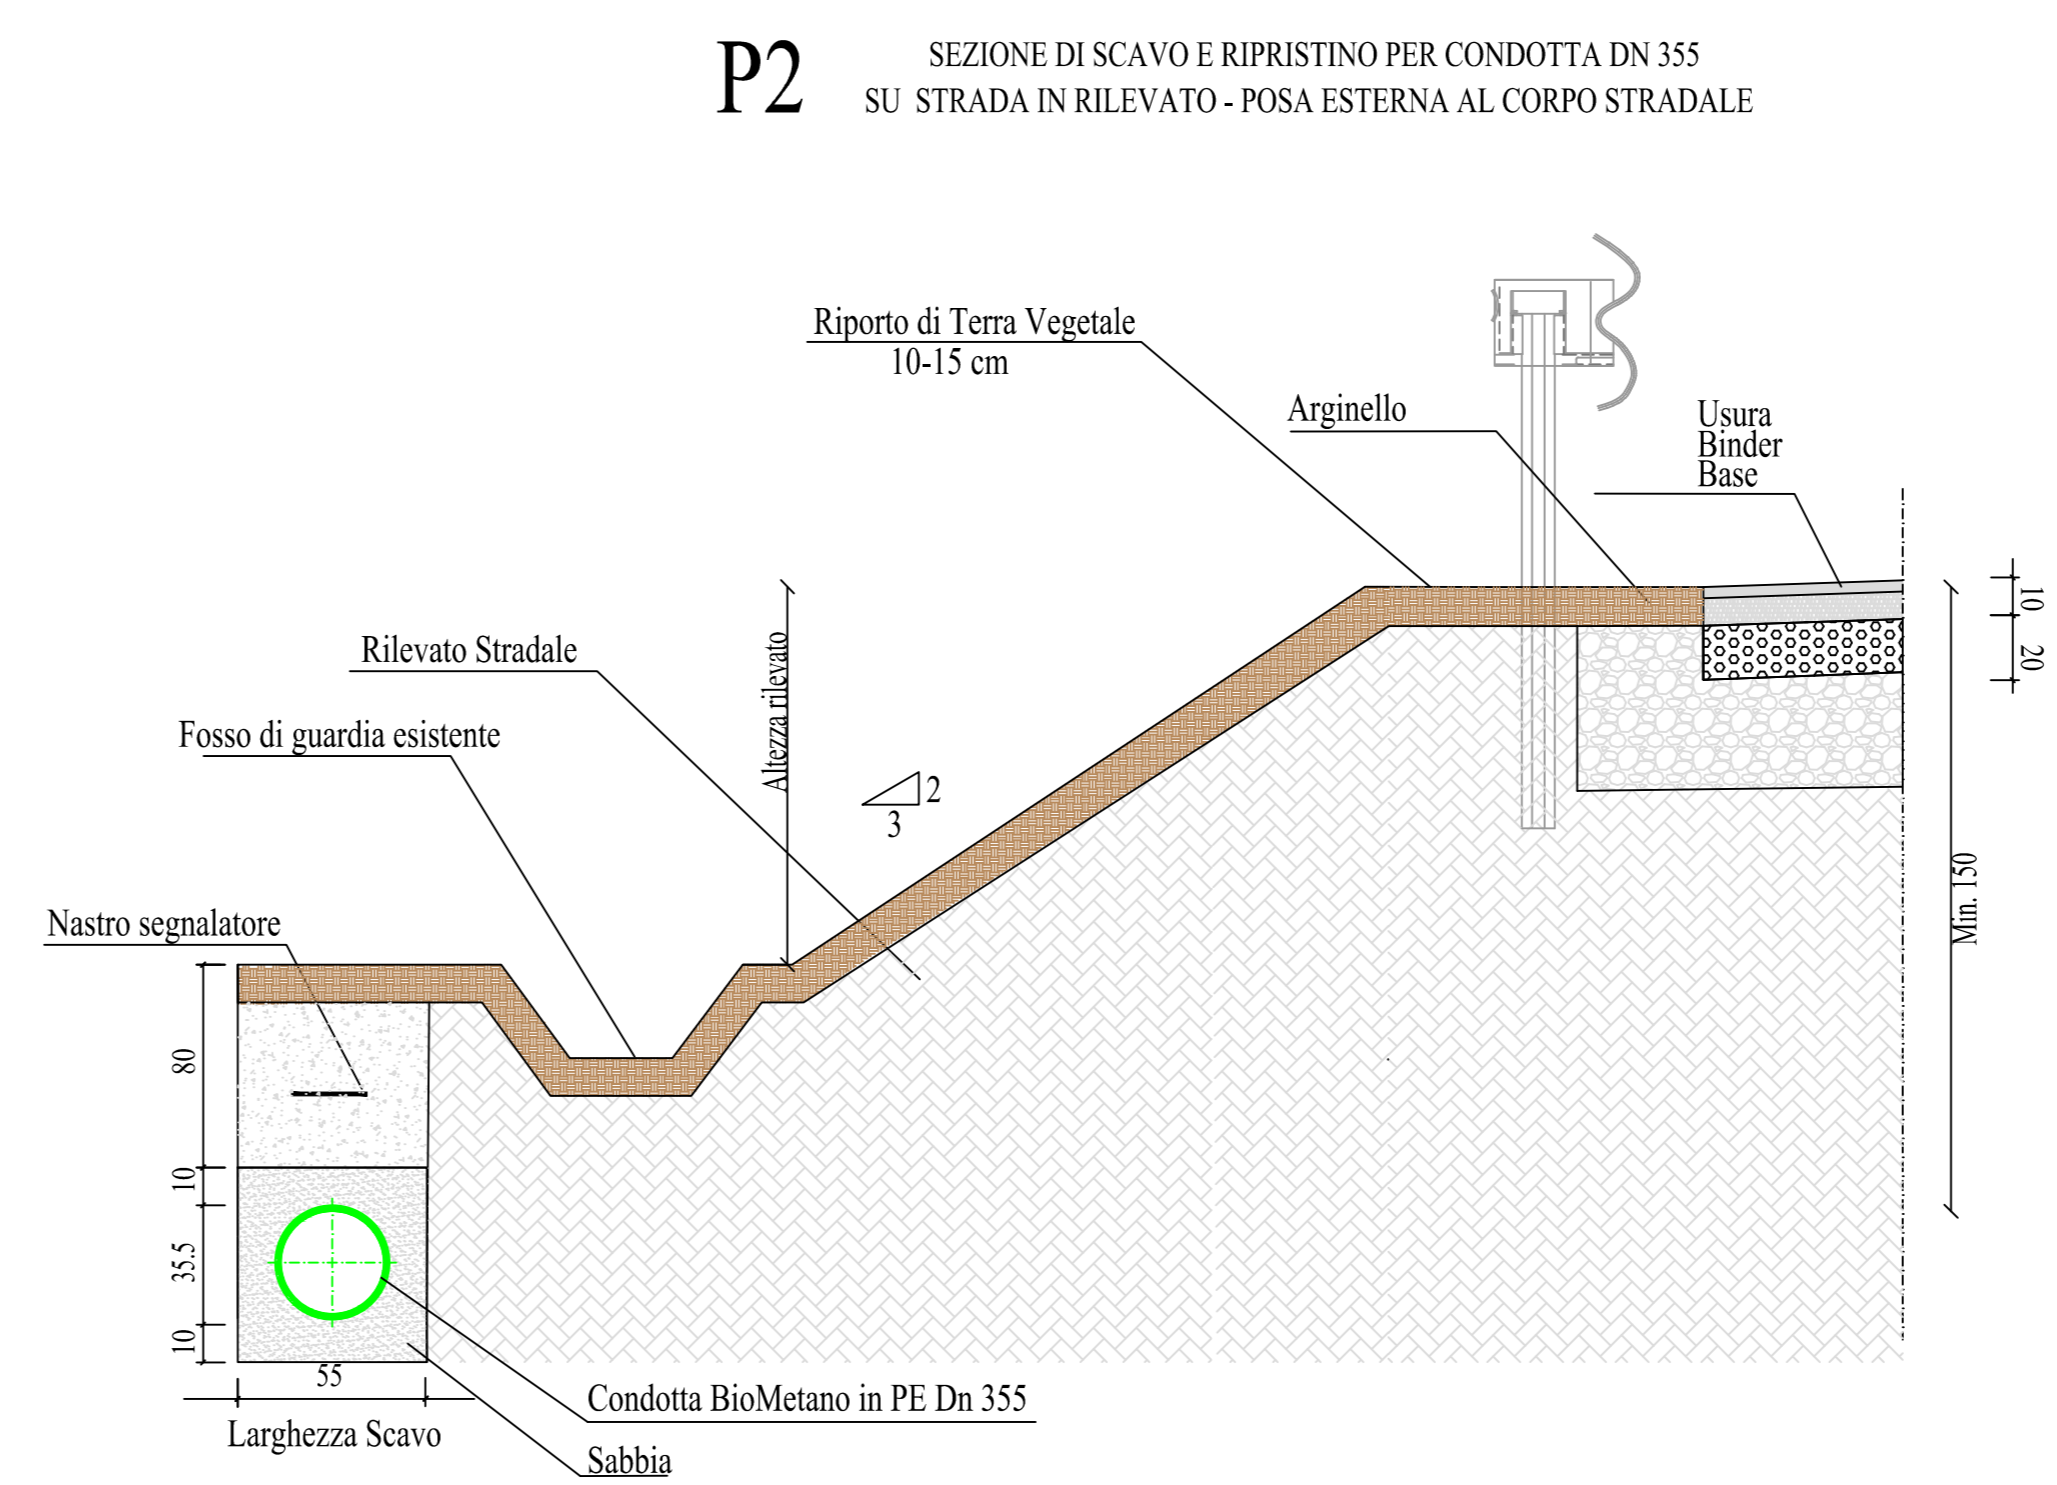 P2
SEZIONE DI SCAVO E RIPRISTINO PER CONDOTTA DN 355
SU STRADA IN RILEVATO - POSA ESTERNA AL CORPO STRADALE
Riporto di Terra Vegetale
10-15 cm
Arginello
Usura
Binder
Base
10
20
Rilevato Stradale
Altezza rilevato
Fosso di guardia esistente
2
3
Min. 150
Nastro segnalatore
80
10
35.5
10
55
Larghezza Scavo
Condotta BioMetano in PE Dn 355
Sabbia